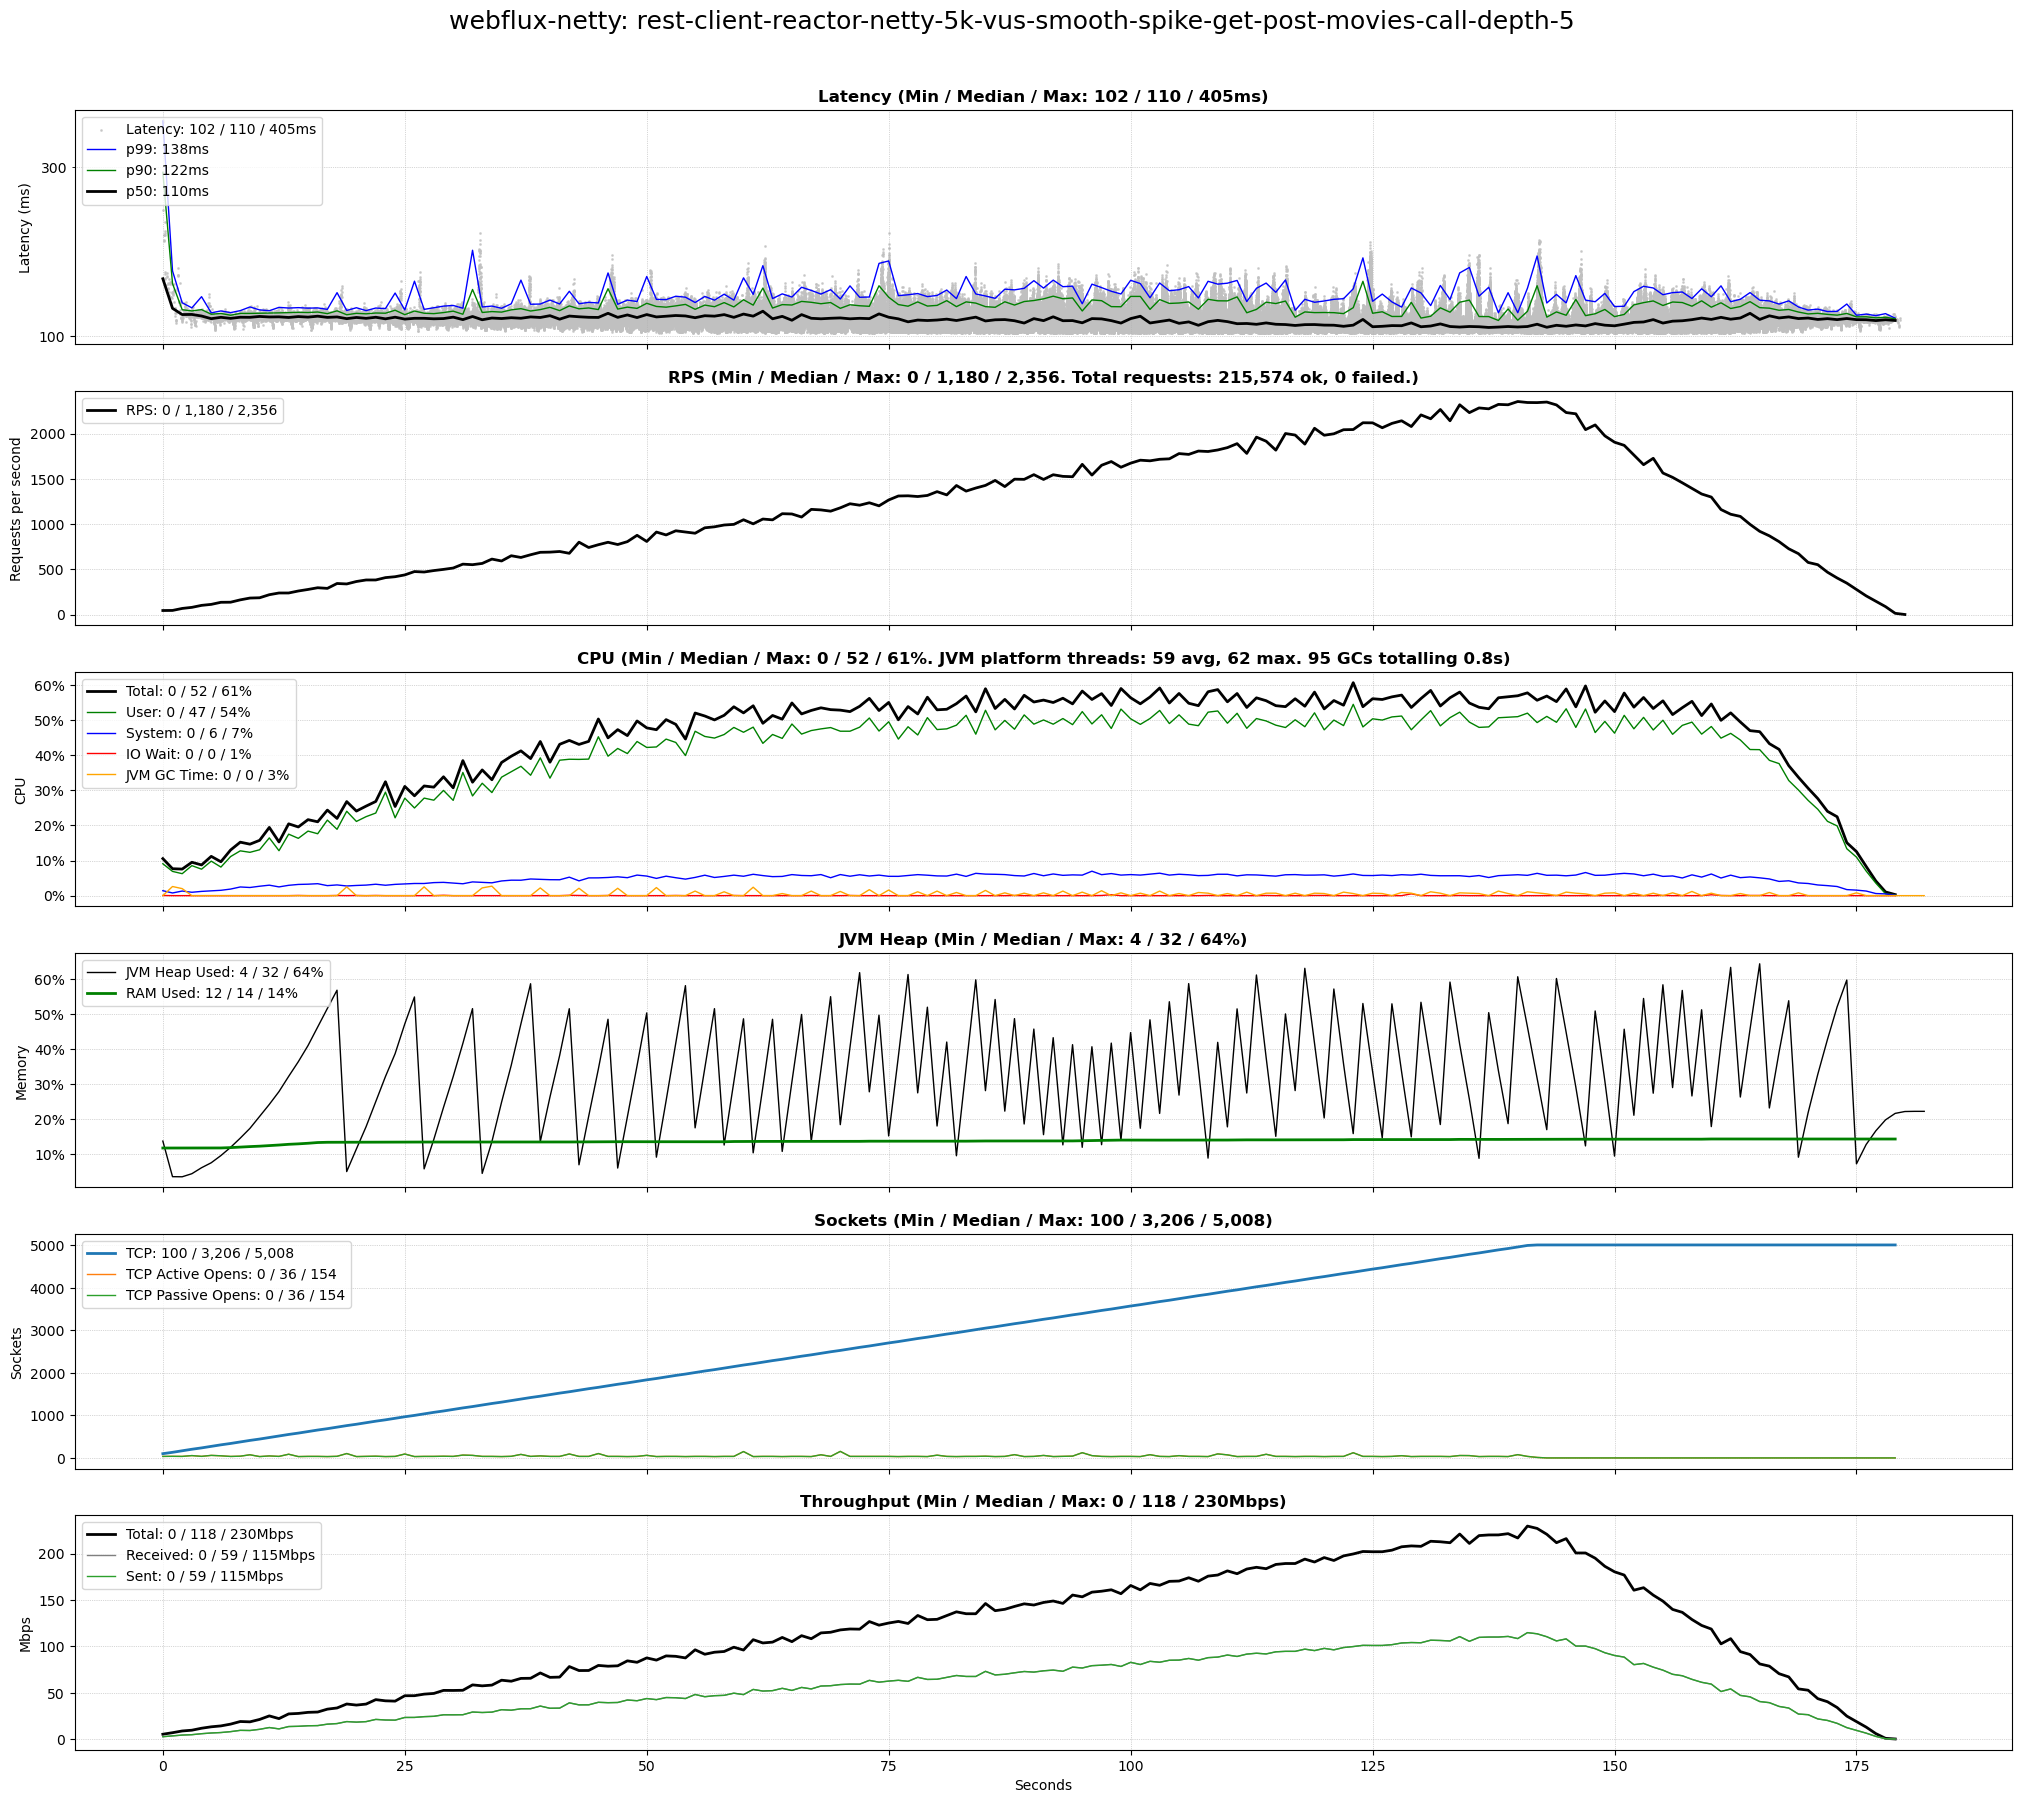 webflux-netty: rest-client-reactor-netty-5k-vus-smooth-spike-get-post-movies-call-depth-5
Latency (Min / Median / Max: 102 / 110 / 405ms)
Latency: 102 / 110 / 405ms
p99: 138ms
p90: 122ms
p50: 110ms
300
100
Latency (ms)
RPS (Min / Median / Max: 0 / 1,180 / 2,356. Total requests: 215,574 ok, 0 failed.)
RPS: 0 / 1,180 / 2,356
2000
1500
1000
500
0
Requests per second
CPU (Min / Median / Max: 0 / 52 / 61%. JVM platform threads: 59 avg, 62 max. 95 GCs totalling 0.8s)
Total: 0 / 52 / 61%
User: 0 / 47 / 54%
System: 0 / 6 / 7%
IO Wait: 0 / 0 / 1%
JVM GC Time: 0 / 0 / 3%
60%
50%
40%
30%
20%
10%
0%
CPU
JVM Heap (Min / Median / Max: 4 / 32 / 64%)
JVM Heap Used: 4 / 32 / 64%
RAM Used: 12 / 14 / 14%
60%
50%
40%
30%
20%
10%
Memory
Sockets (Min / Median / Max: 100 / 3,206 / 5,008)
TCP: 100 / 3,206 / 5,008
TCP Active Opens: 0 / 36 / 154
TCP Passive Opens: 0 / 36 / 154
5000
4000
3000
2000
1000
0
Sockets
Throughput (Min / Median / Max: 0 / 118 / 230Mbps)
Total: 0 / 118 / 230Mbps
Received: 0 / 59 / 115Mbps
Sent: 0 / 59 / 115Mbps
200
150
100
50
0
Mbps
0 25 50 75 100 125 150 175
Seconds